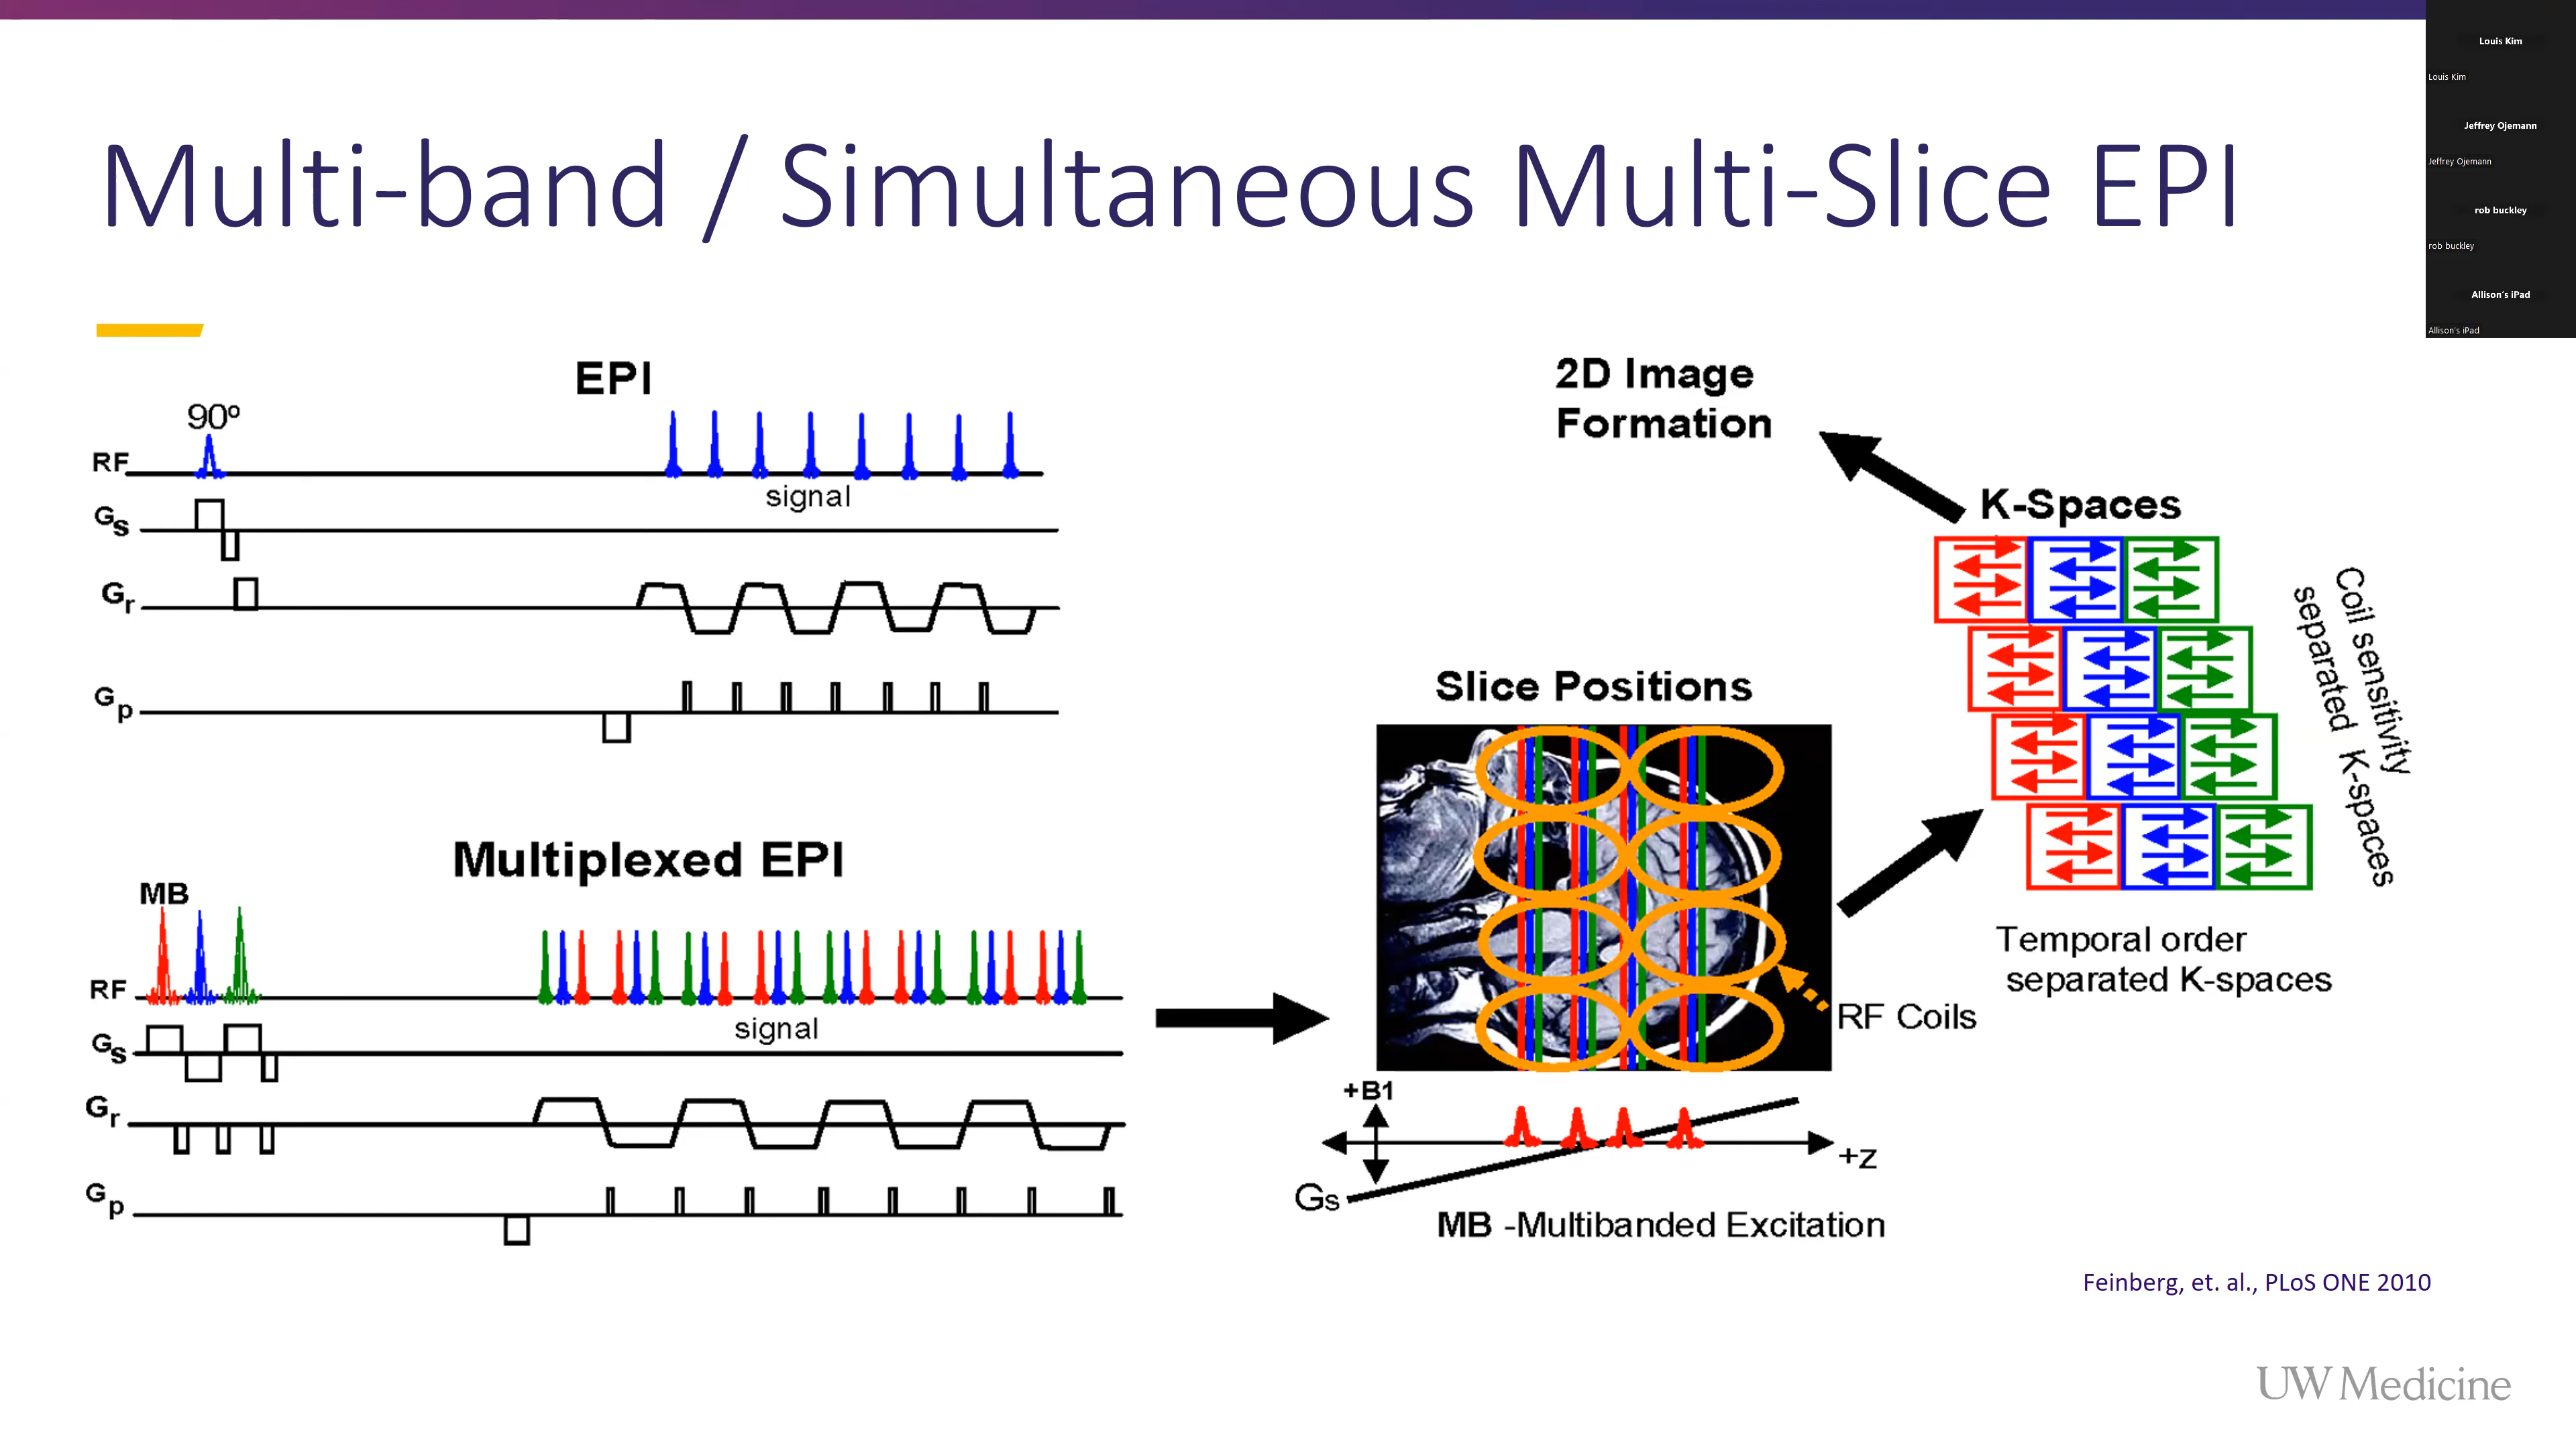 Multi-band / Simultaneous Multi-Slice EPI
Louis Kim
Louis Kim
Jeffrey Ojemann
Jeffrey Ojemann
rob buckley
rob buckley
Allison's iPad
Allison's iPad
EPI
90º
RF
signal
Gs
Gr
Gp
Multiplexed EPI
MB
RF
signal
Gs
Gr
Gp
Slice Positions
RF Coils
+B1
+Z
Gs
MB -Multibanded Excitation
2D Image
Formation
K-Spaces
Coil sensitivity
separated K-spaces
Temporal order
separated K-spaces
Feinberg, et. al., PLoS ONE 2010
UW Medicine